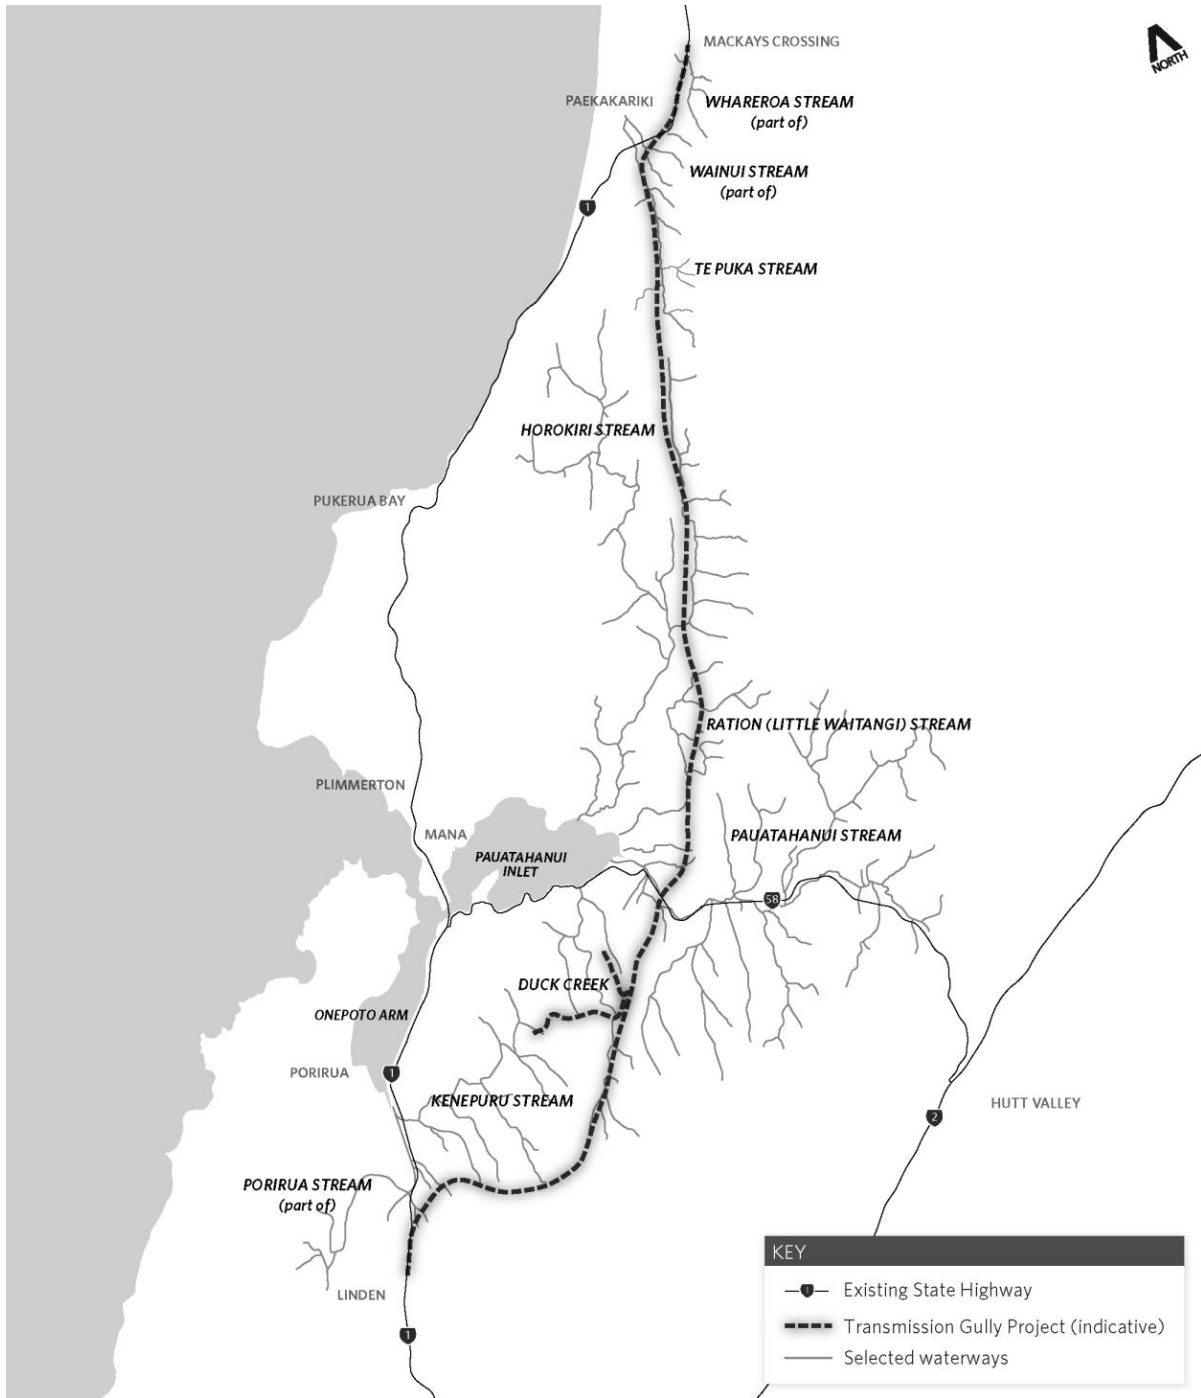 MACKAYS CROSSING
NORTH
PAEKAKARIKI
WHAREROA STREAM
(part of)
WAINUI STREAM
(part of)
1
TE PUKA STREAM
HOROKIRI STREAM
PUKERUA BAY
RATION (LITTLE WAITANGI) STREAM
PLIMMERTON
MANA
PAUATAHANUI STREAM
PAUATAHANUI
INLET
58
DUCK CREEK
ONEPOTO ARM
PORIRUA
1
KENEPURU STREAM
HUTT VALLEY
2
PORIRUA STREAM
(part of)
LINDEN
1
KEY
1
Existing State Highway
Transmission Gully Project (indicative)
Selected waterways